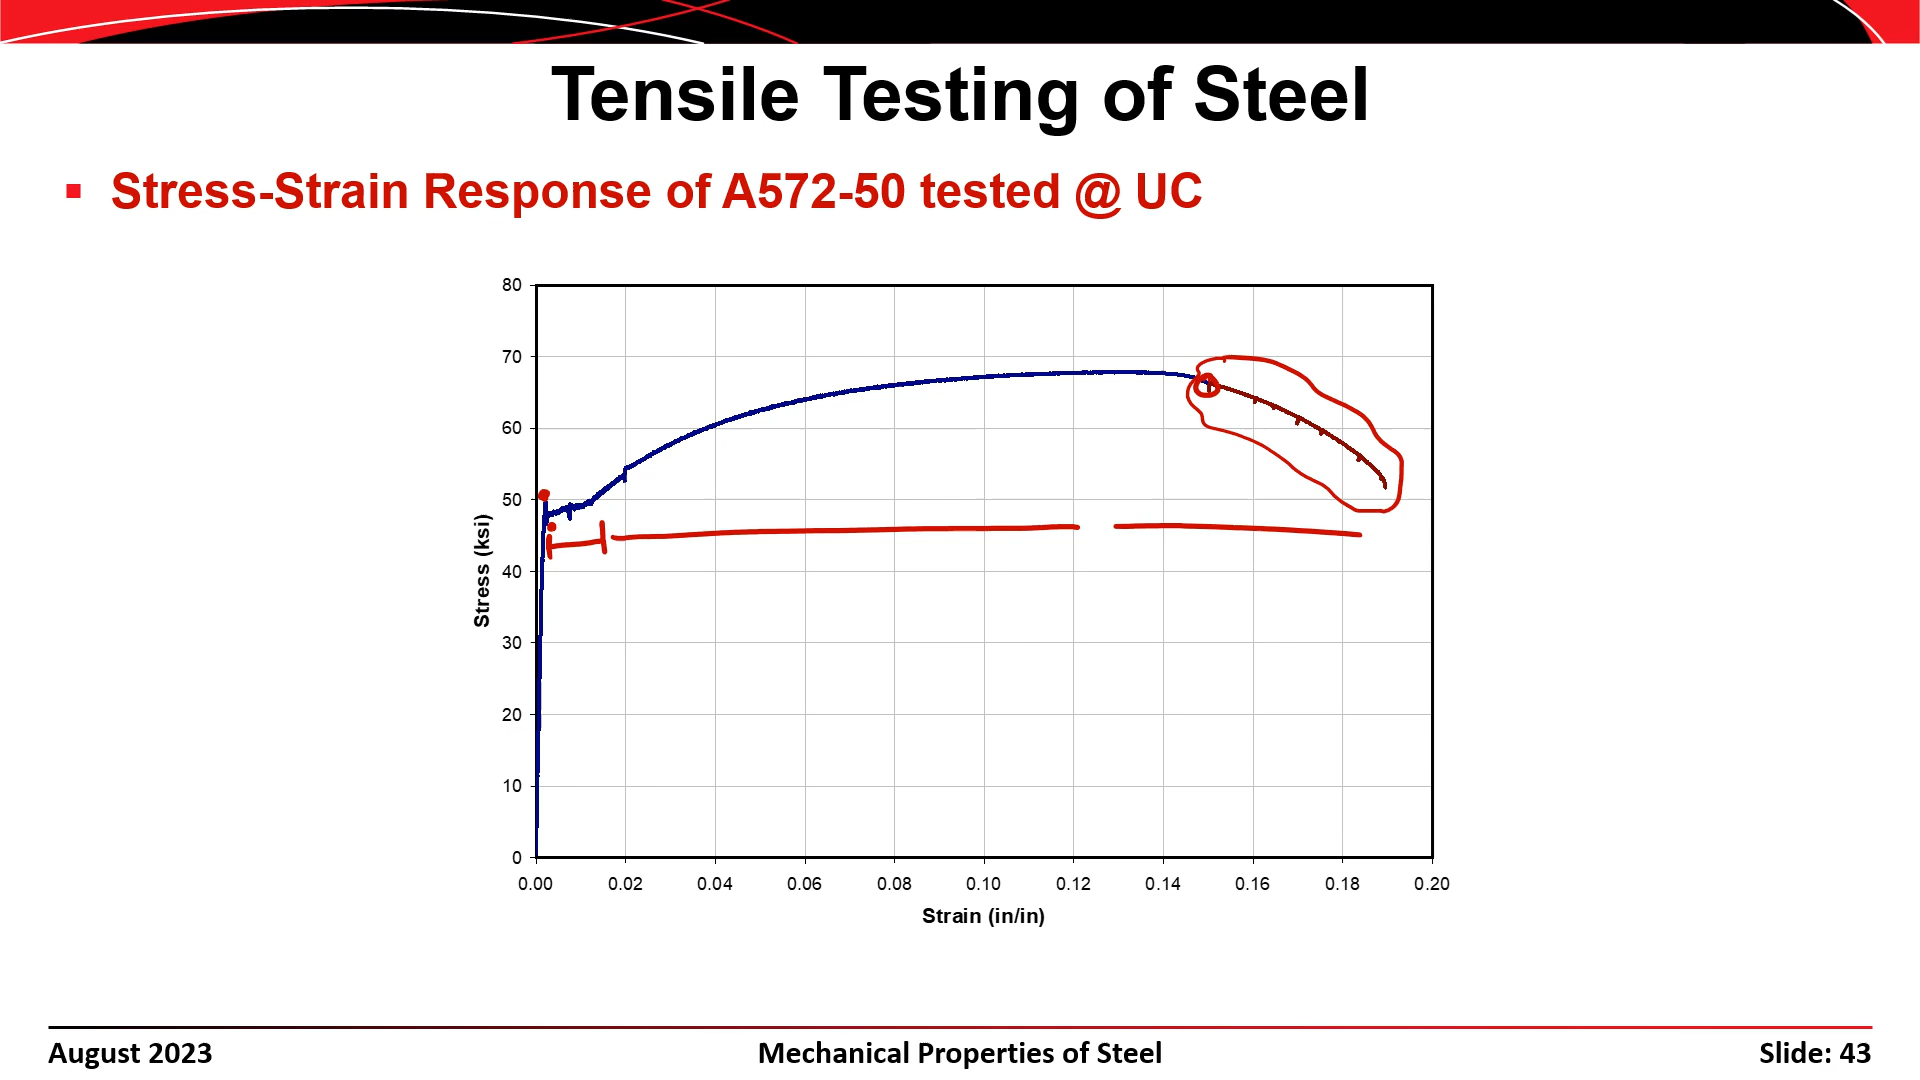 Tensile Testing of Steel
▪ Stress-Strain Response of A572-50 tested @ UC
80
70
60
50
40
30
20
10
0
Stress (ksi)
0.00 0.02 0.04 0.06 0.08 0.10 0.12 0.14 0.16 0.18 0.20
Strain (in/in)
August 2023 Mechanical Properties of Steel Slide: 43